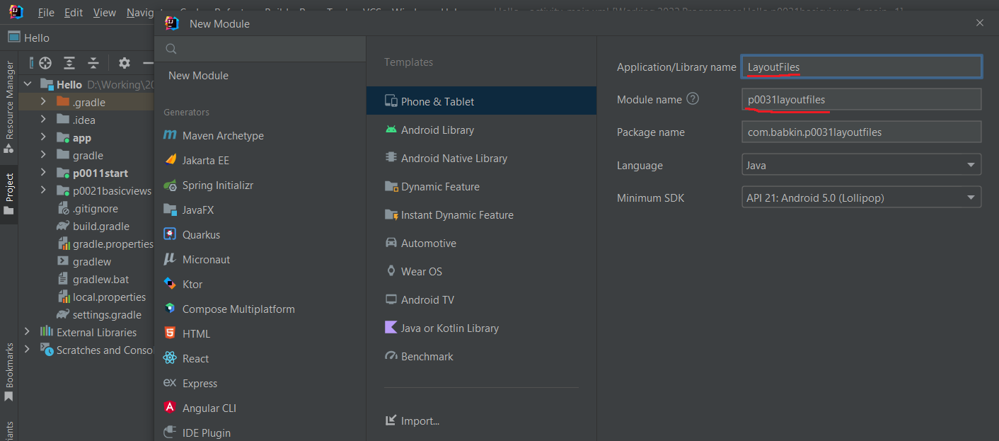 File Edit View
New Module
Hello
Resource Manager
Project
Bookmarks
Hello D:\Working\20
.gradle
.idea
app
gradle
p0011start
p0021basicviews
.gitignore
build.gradle
gradle.properties
gradlew
gradlew.bat
local.properties
settings.gradle
External Libraries
Scratches and Conso
New Module
Generators
Maven Archetype
Jakarta EE
Spring Initializr
JavaFX
Quarkus
Micronaut
Ktor
Compose Multiplatform
HTML
React
Express
Angular CLI
IDE Plugin
Templates
Phone & Tablet
Android Library
Android Native Library
Dynamic Feature
Instant Dynamic Feature
Automotive
Wear OS
Android TV
Java or Kotlin Library
Benchmark
Import...
Application/Library name LayoutFiles
Module name p0031layoutfiles
Package name com.babkin.p0031layoutfiles
Language Java
Minimum SDK API 21: Android 5.0 (Lollipop)